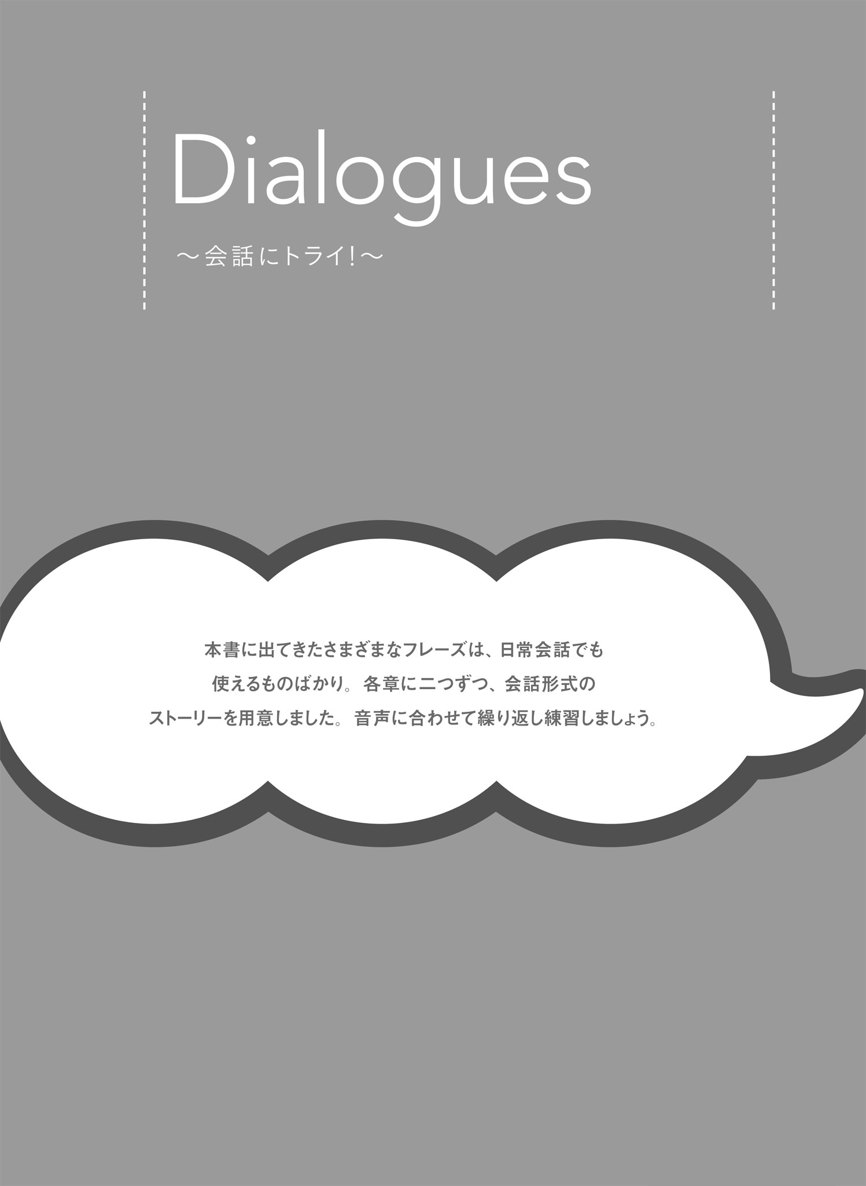 Dialogues
〜会話にトライ!〜
本書に出てきたさまざまなフレーズは、日常会話でも
使えるものばかり。各章に二つずつ、会話形式の
ストーリーを用意しました。音声に合わせて繰り返し練習しましょう。